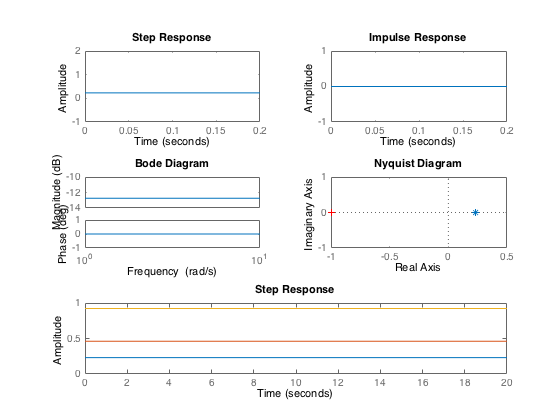 Step Response
Amplitude
2
1
0
-1
0 0.05 0.1 0.15 0.2
Time (seconds)
Impulse Response
Amplitude
1
0
-1
0 0.05 0.1 0.15 0.2
Time (seconds)
Bode Diagram
Magnitude (dB)
-10
-12
-14
Phase (deg)
1
0
-1
10^0 10^1
Frequency (rad/s)
Nyquist Diagram
Imaginary Axis
1
0
-1
-1 -0.5 0 0.5
Real Axis
Step Response
Amplitude
1
0.5
0
0 2 4 6 8 10 12 14 16 18 20
Time (seconds)